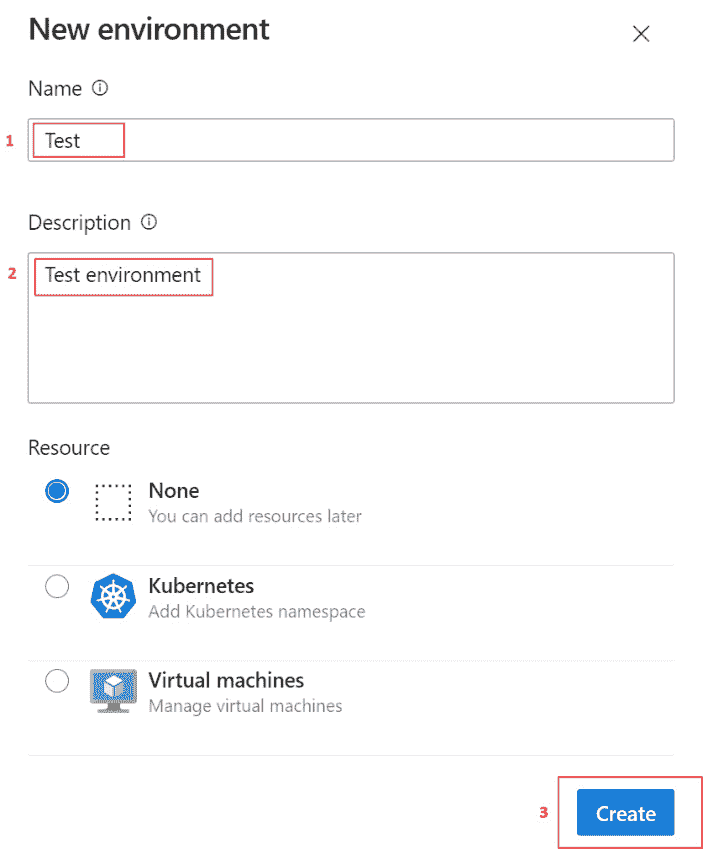 New environment
Name
1 Test
Description
2 Test environment
Resource
None
You can add resources later
Kubernetes
Add Kubernetes namespace
Virtual machines
Manage virtual machines
3 Create